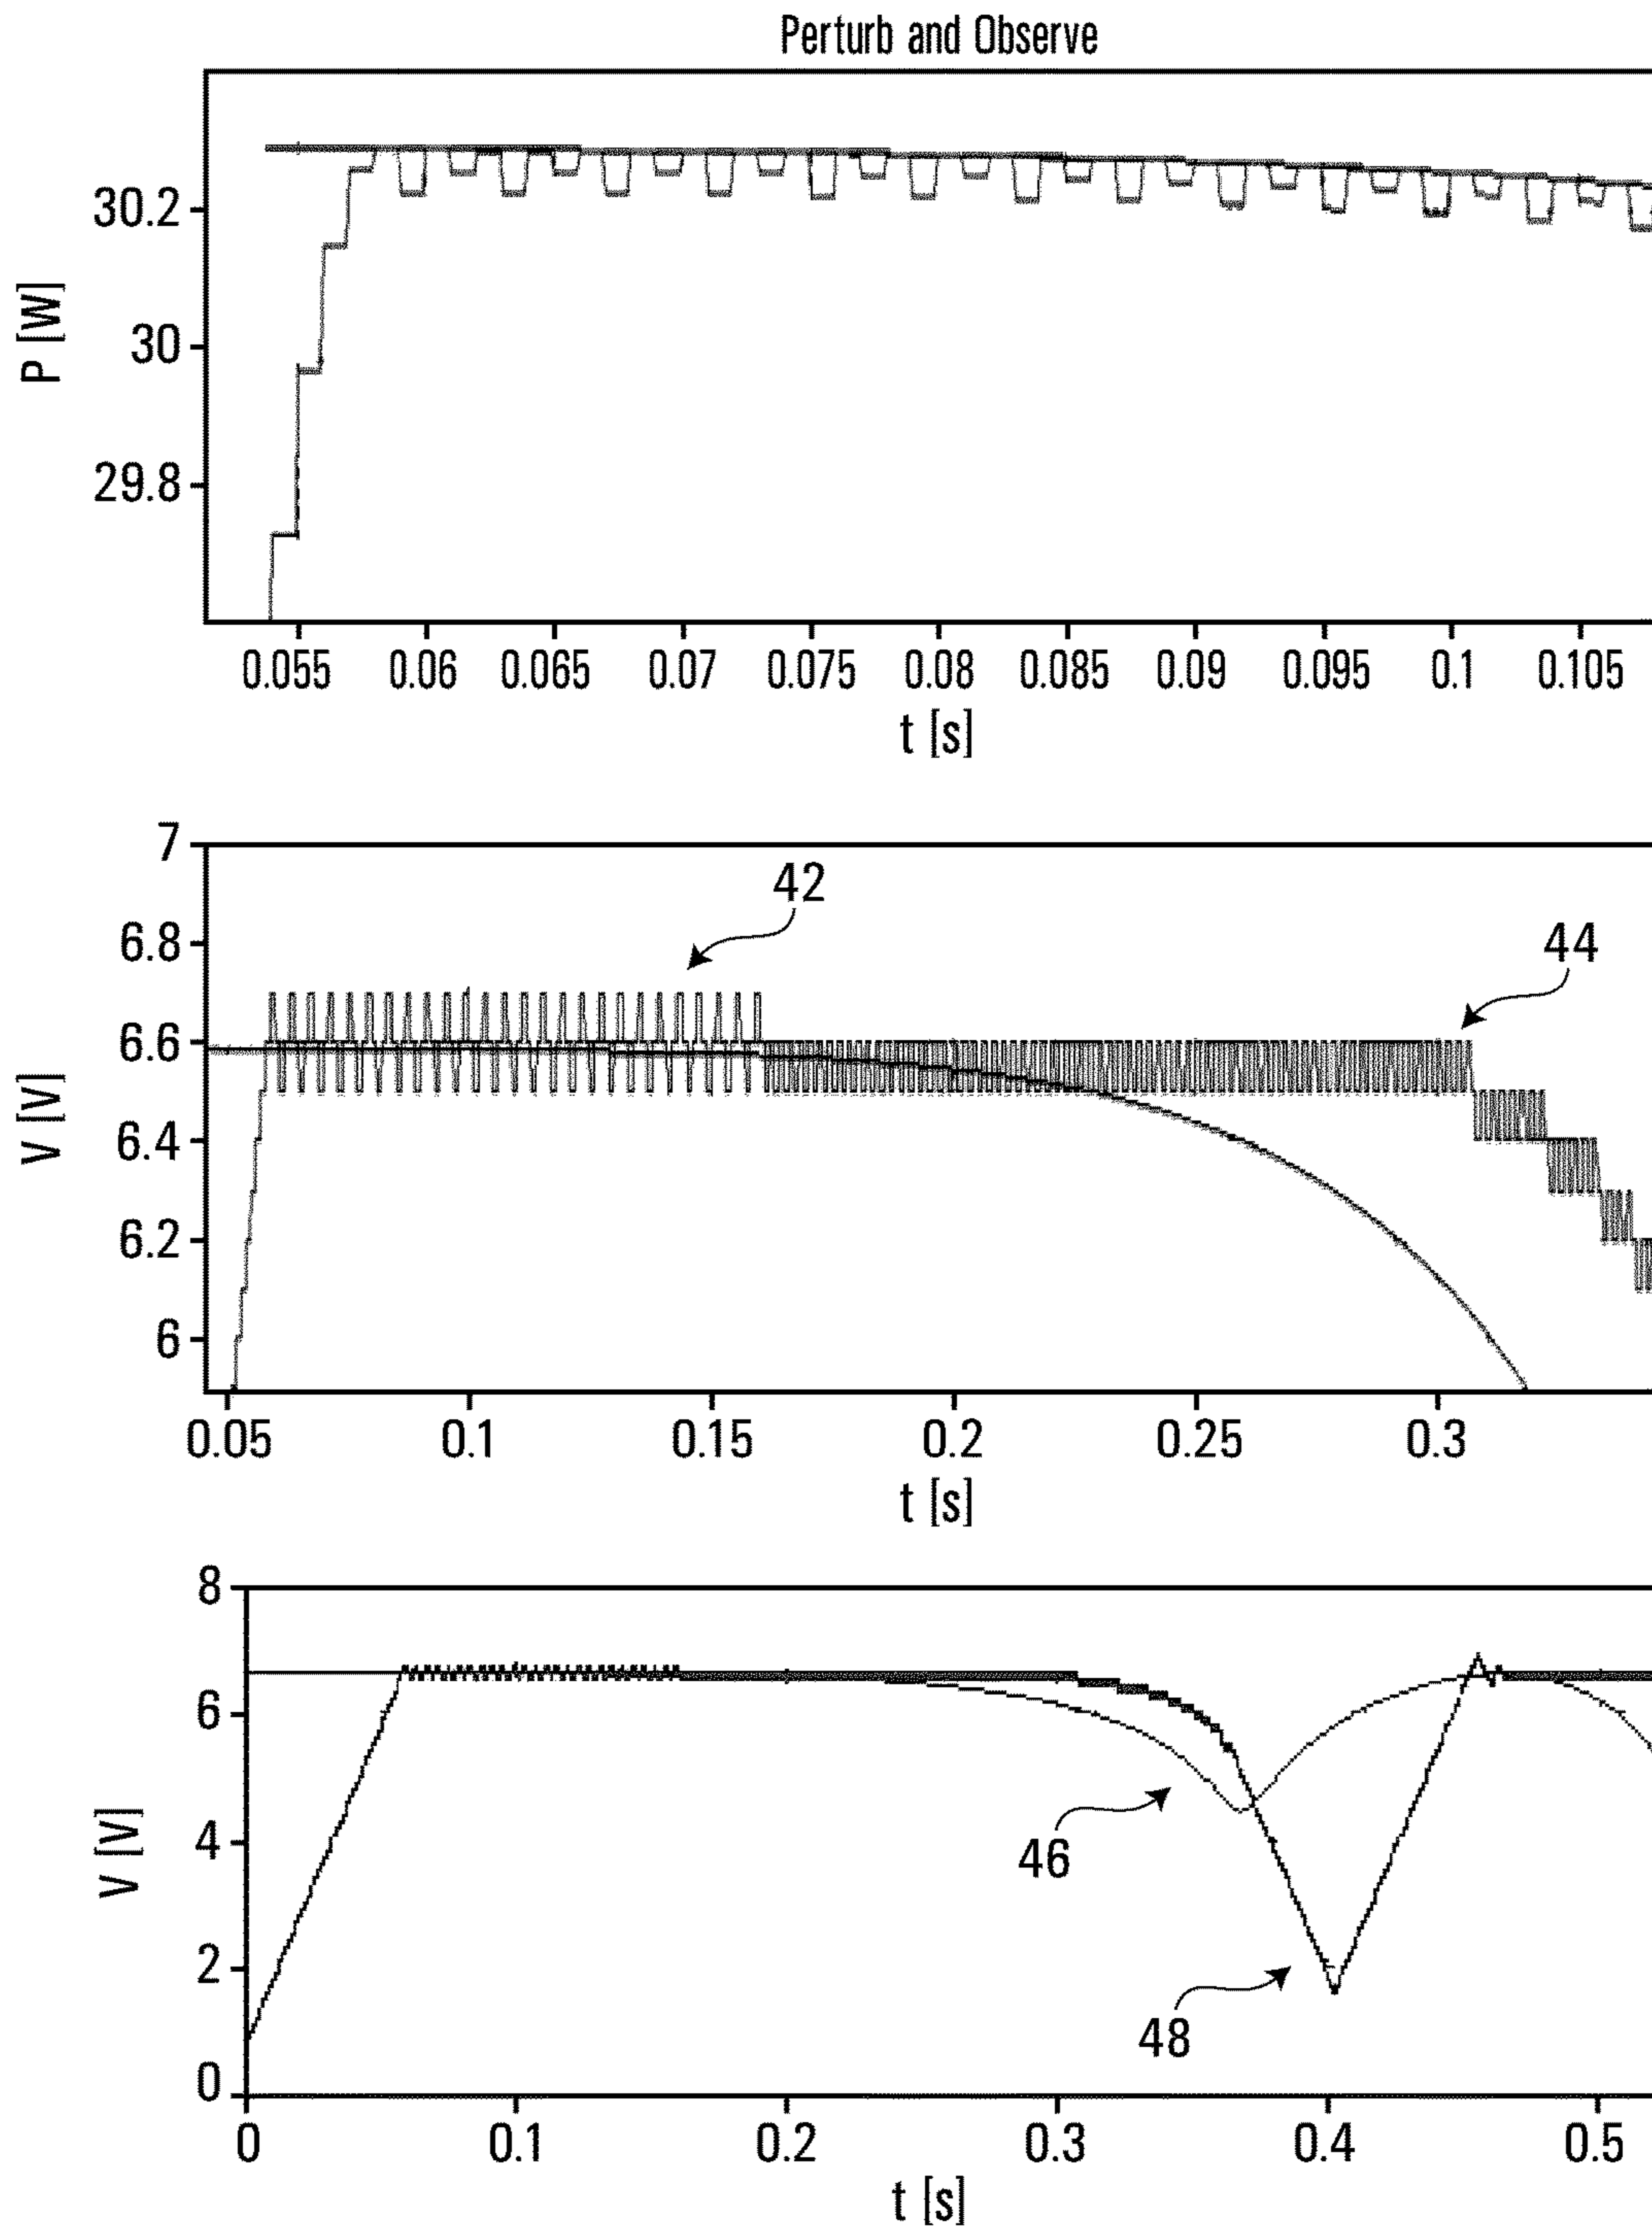 Perturb and Observe
P [W]
30.2
30
29.8
0.055 0.06 0.065 0.07 0.075 0.08 0.085 0.09 0.095 0.1 0.105
t [s]
V [V]
7
6.8
6.6
6.4
6.2
6
42
44
0.05 0.1 0.15 0.2 0.25 0.3
t [s]
V [V]
8
6
4
2
0
46
48
0 0.1 0.2 0.3 0.4 0.5
t [s]